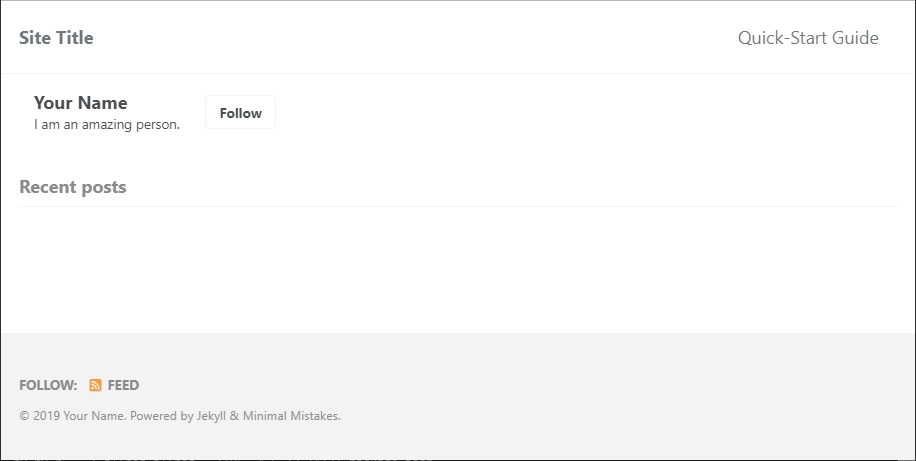 Site Title
Quick-Start Guide
Your Name
I am an amazing person.
Follow
Recent posts
FOLLOW: FEED
© 2019 Your Name. Powered by Jekyll & Minimal Mistakes.